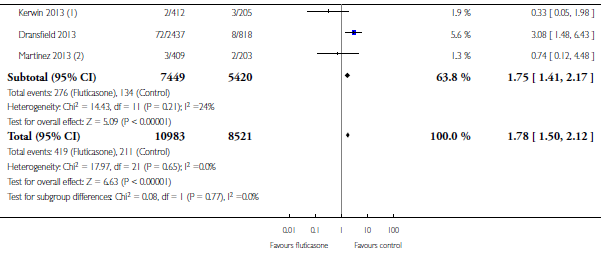 Kerwin 2013 (1) 2/412 3/205 1.9 % 0.33 [ 0.05, 1.98 ]
Dransfield 2013 72/2437 8/818 5.6 % 3.08 [ 1.48, 6.43 ]
Martinez 2013 (2) 3/409 2/203 1.3 % 0.74 [ 0.12, 4.48 ]
Subtotal (95% CI) 7449 5420 63.8 % 1.75 [ 1.41, 2.17 ]
Total events: 276 (Fluticasone), 134 (Control)
Heterogeneity: Chi² = 14.43, df = 11 (P = 0.21); I² =24%
Test for overall effect: Z = 5.09 (P < 0.00001)
Total (95% CI) 10983 8521 100.0 % 1.78 [ 1.50, 2.12 ]
Total events: 419 (Fluticasone), 211 (Control)
Heterogeneity: Chi² = 17.97, df = 21 (P = 0.65); I² =0.0%
Test for overall effect: Z = 6.63 (P < 0.00001)
Test for subgroup differences: Chi² = 0.08, df = 1 (P = 0.77), I² =0.0%
0.01 0.1 1 10 100
Favours fluticasone Favours control